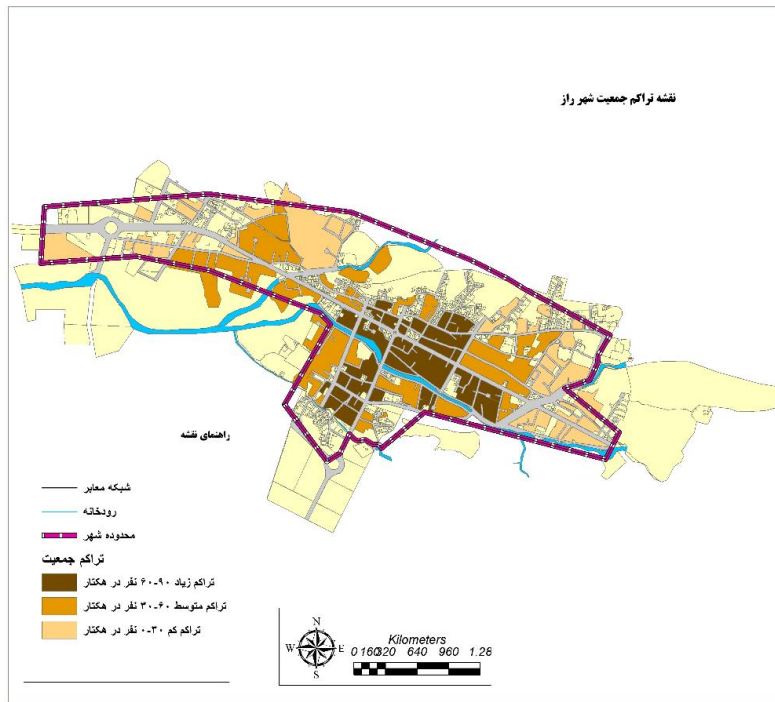 نقشه تراکم جمعیت شهر راز
راهنمای نقشه
شبکه معابر
رودخانه
محدوده شهر
تراکم جمعیت
تراکم زیاد ۹۰-۶۰ نفر در هکتار
تراکم متوسط ۶۰-۳۰ نفر در هکتار
تراکم کم ۳۰-۰ نفر در هکتار
N
W E
S
Kilometers
0 160320 640 960 1.28